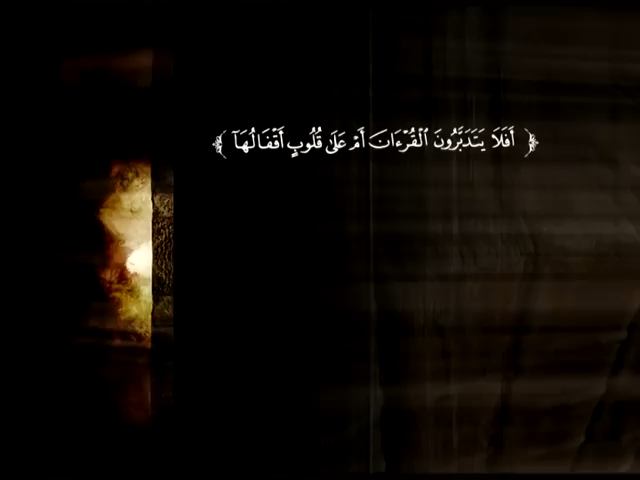 ﴿ أَفَلَا يَتَدَبَّرُونَ ٱلْقُرْءَانَ أَمْ عَلَىٰ قُلُوبٍ أَقْفَالُهَآ ﴾